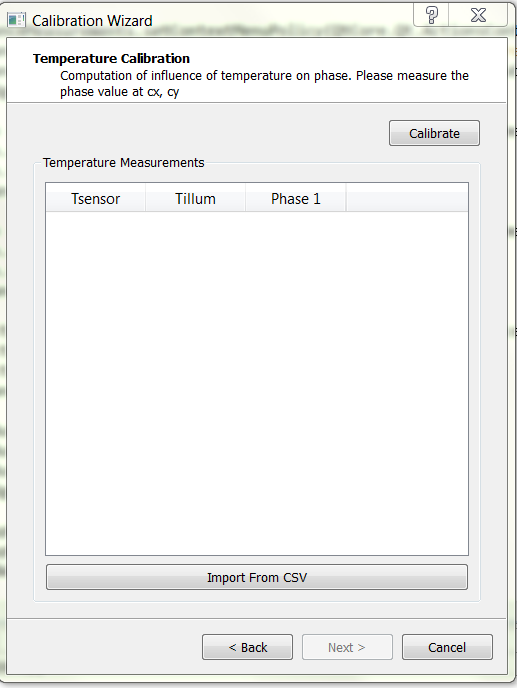 Calibration Wizard
Temperature Calibration
Computation of influence of temperature on phase. Please measure the
phase value at cx, cy
Calibrate
Temperature Measurements
Tsensor Tillum Phase 1
Import From CSV
< Back Next > Cancel